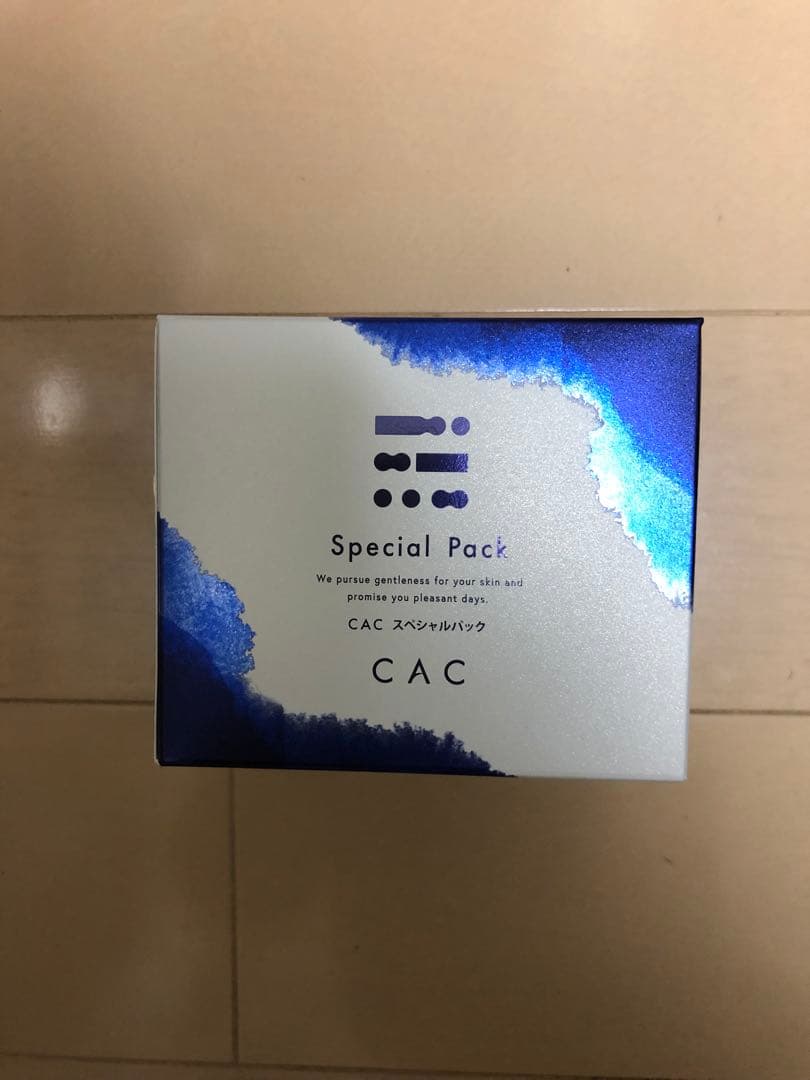 Special Pack
We pursue gentleness for your skin and
promise you pleasant days.
CAC スペシャルパック
CAC